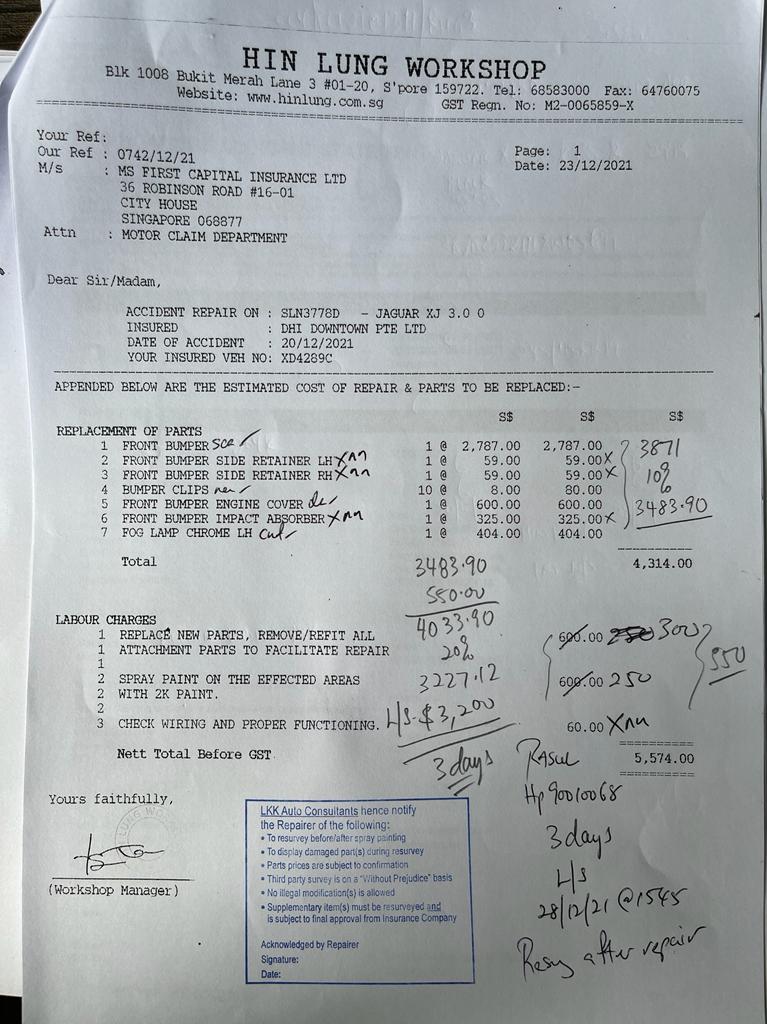 HIN LUNG WORKSHOP
Blk 1008 Bukit Merah Lane 3 #01-20, S'pore 159722. Tel: 68583000 Fax: 64760075
Website: www.hinlung.com.sg GST Regn. No: M2-0065859-X
Your Ref:
Our Ref : 0742/12/21 Page: 1
M/s : MS FIRST CAPITAL INSURANCE LTD Date: 23/12/2021
36 ROBINSON ROAD #16-01
CITY HOUSE
SINGAPORE 068877
Attn : MOTOR CLAIM DEPARTMENT
Dear Sir/Madam,
ACCIDENT REPAIR ON : SLN3778D - JAGUAR XJ 3.0 0
INSURED : DHI DOWNTOWN PTE LTD
DATE OF ACCIDENT : 20/12/2021
YOUR INSURED VEH NO: XD4289C
APPENDED BELOW ARE THE ESTIMATED COST OF REPAIR & PARTS TO BE REPLACED:-
S$ S$ S$
REPLACEMENT OF PARTS
1 FRONT BUMPER 1 @ 2,787.00 2,787.00 3871
2 FRONT BUMPER SIDE RETAINER LH Xnn 1 @ 59.00 59.00 X
3 FRONT BUMPER SIDE RETAINER RH Xnn 1 @ 59.00 59.00 X 10%
4 BUMPER CLIPS 10 @ 8.00 80.00
5 FRONT BUMPER ENGINE COVER 1 @ 600.00 600.00 3483.90
6 FRONT BUMPER IMPACT ABSORBER Xnn 1 @ 325.00 325.00 X
7 FOG LAMP CHROME LH 1 @ 404.00 404.00
Total 3483.90 4,314.00
550.00
LABOUR CHARGES 4033.90
1 REPLACE NEW PARTS, REMOVE/REFIT ALL 600.00 250 300
1 ATTACHMENT PARTS TO FACILITATE REPAIR 20% 550
1
2 SPRAY PAINT ON THE EFFECTED AREAS 3227.12 600.00 250
2 WITH 2K PAINT.
2
3 CHECK WIRING AND PROPER FUNCTIONING. L/S-$3,200 60.00 Xnn
Nett Total Before GST 3 days 5,574.00
RASUL
Yours faithfully,
Hp 90010068
3 days
L/S
28/12/21 @ 1545
Resy after repair
(Workshop Manager)
LKK Auto Consultants hence notify
the Repairer of the following:
• To resurvey before/after spray painting
• To display damaged part(s) during resurvey
• Parts prices are subject to confirmation
• Third party survey is on a "Without Prejudice" basis
• No illegal modification(s) is allowed
• Supplementary item(s) must be resurveyed and
is subject to final approval from Insurance Company
Acknowledged by Repairer
Signature:
Date: